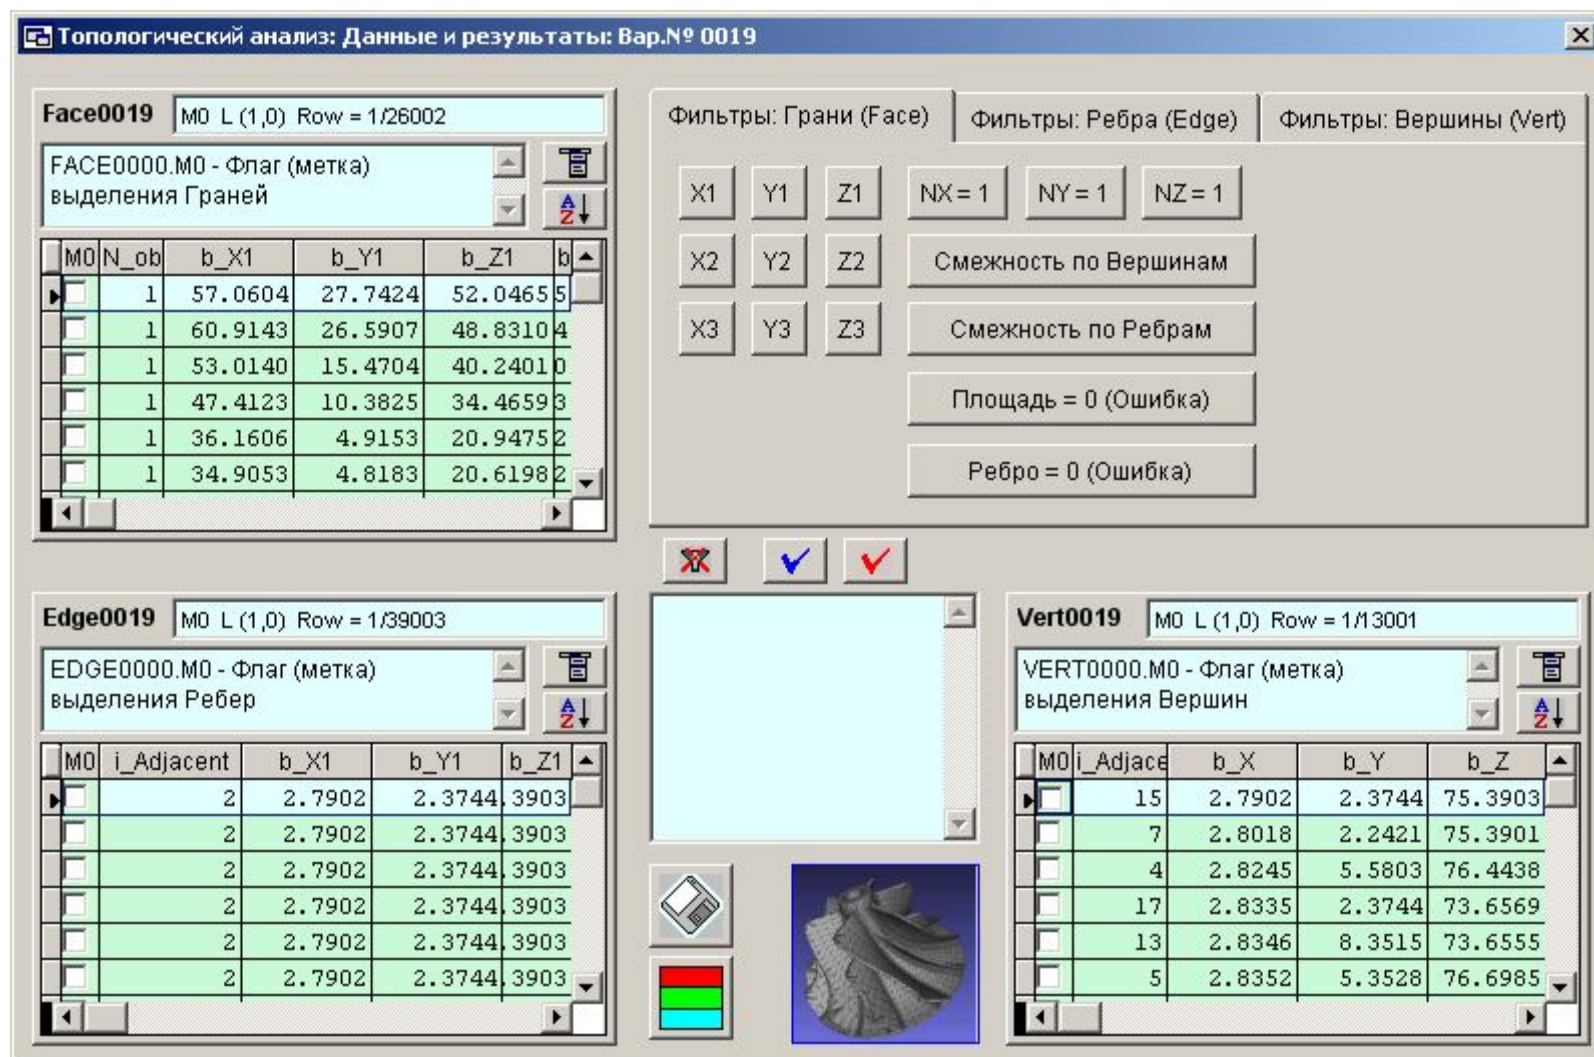 Топологический анализ: Данные и результаты: Вар.№ 0019
Face0019 M0 L (1,0) Row = 1/26002
FACE0000.M0 - Флаг (метка)
выделения Граней
M0 N_ob b_X1 b_Y1 b_Z1 b
1 57.0604 27.7424 52.0465 5
1 60.9143 26.5907 48.8310 4
1 53.0140 15.4704 40.2401 0
1 47.4123 10.3825 34.4659 3
1 36.1606 4.9153 20.9475 2
1 34.9053 4.8183 20.6198 2
Фильтры: Грани (Face) Фильтры: Ребра (Edge) Фильтры: Вершины (Vert)
X1 Y1 Z1 NX = 1 NY = 1 NZ = 1
X2 Y2 Z2 Смежность по Вершинам
X3 Y3 Z3 Смежность по Ребрам
Площадь = 0 (Ошибка)
Ребро = 0 (Ошибка)
Edge0019 M0 L (1,0) Row = 1/39003
EDGE0000.M0 - Флаг (метка)
выделения Ребер
M0 i_Adjacent b_X1 b_Y1 b_Z1
2 2.7902 2.3744 .3903
2 2.7902 2.3744 .3903
2 2.7902 2.3744 .3903
2 2.7902 2.3744 .3903
2 2.7902 2.3744 .3903
2 2.7902 2.3744 .3903
Vert0019 M0 L (1,0) Row = 1/13001
VERT0000.M0 - Флаг (метка)
выделения Вершин
M0 i_Adjace b_X b_Y b_Z
15 2.7902 2.3744 75.3903
7 2.8018 2.2421 75.3901
4 2.8245 5.5803 76.4438
17 2.8335 2.3744 73.6569
13 2.8346 8.3515 73.6555
5 2.8352 5.3528 76.6985